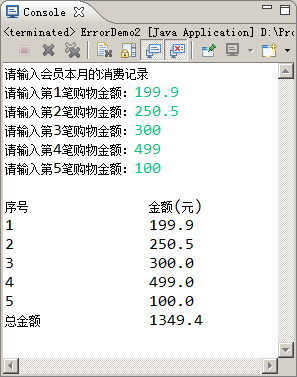 Console
<terminated> ErrorDemo2 [Java Application] D:\Pro
请输入会员本月的消费记录
请输入第1笔购物金额：199.9
请输入第2笔购物金额：250.5
请输入第3笔购物金额：300
请输入第4笔购物金额：499
请输入第5笔购物金额：100
序号 金额(元)
1 199.9
2 250.5
3 300.0
4 499.0
5 100.0
总金额 1349.4